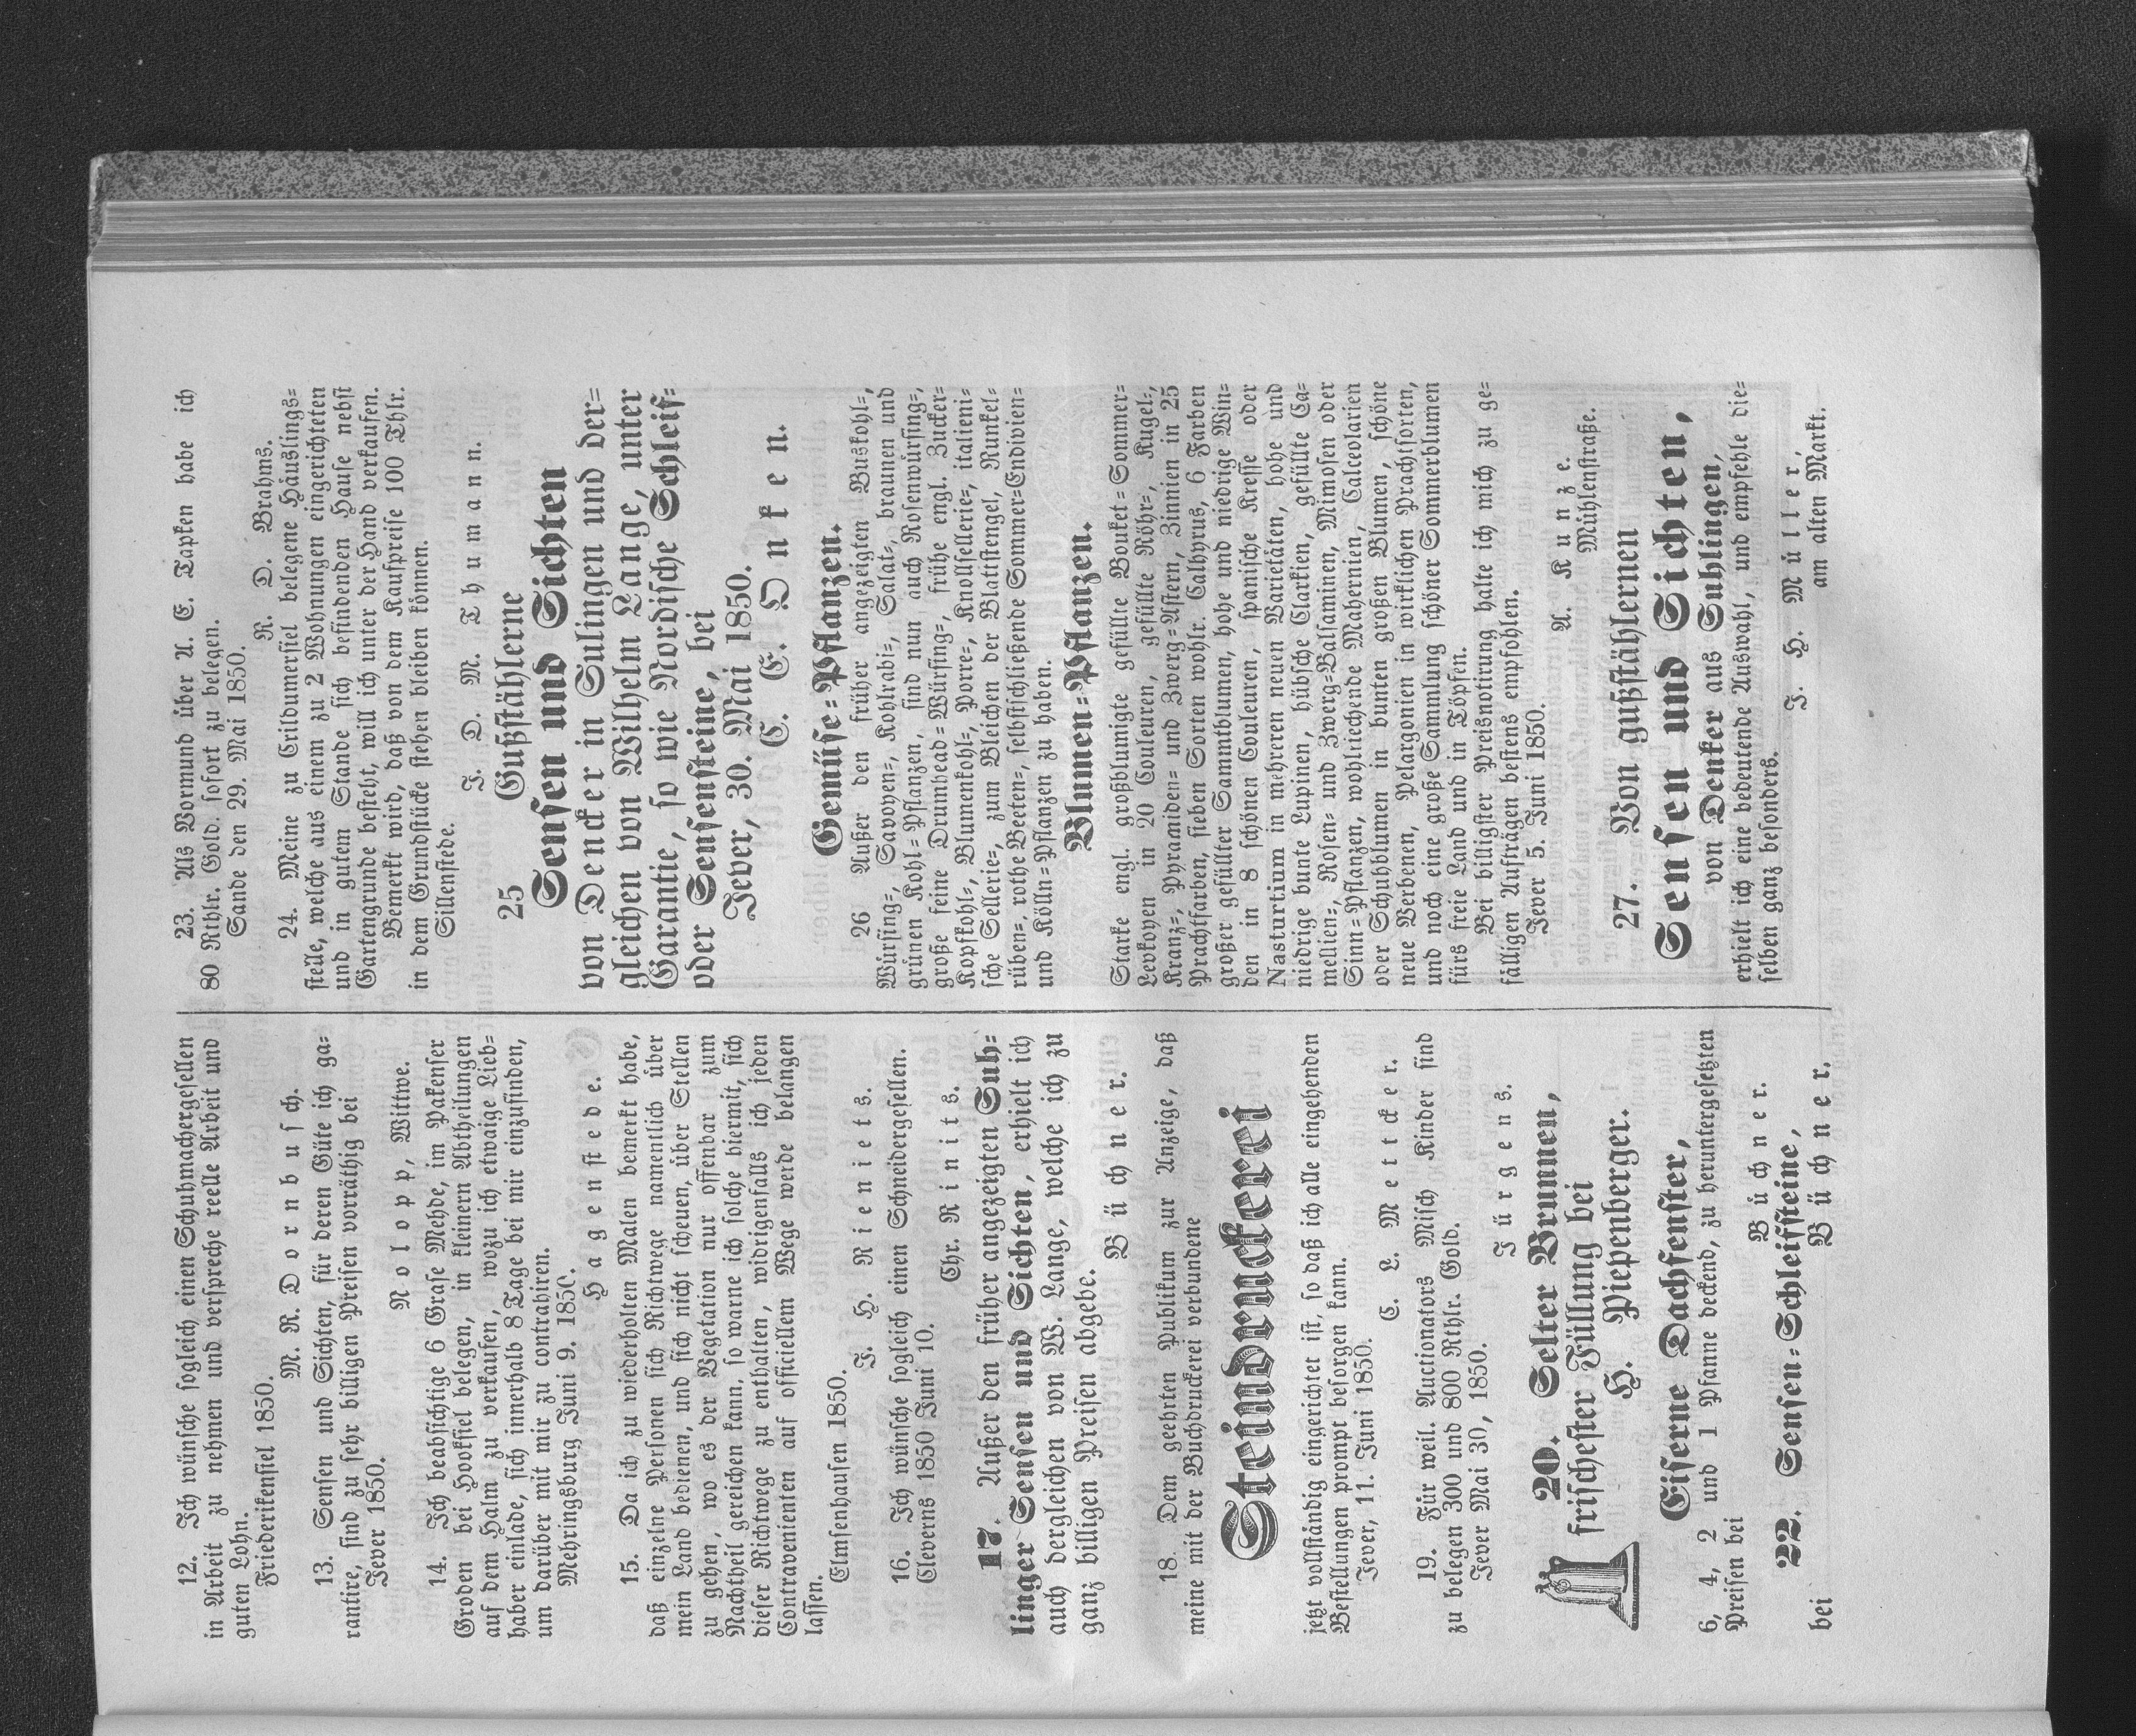 12. Ich wünsche sogleich einen Schuhmachergesellen
in Arbeit zu nehmen und verspreche reelle Arbeit und
guten Lohn.
Friederikensiel 1850.
M. R. Dornbusch.
13. Sensen und Sichten, für deren Güte ich ga=
rantire, sind zu sehr billigen Preisen vorräthig bei
Jever 1850.
Nolopp, Wittwe.
14. Ich beabsichtige 6 Grase Mehde, im Pakenser
Groden bei Hooksiel belegen, in kleinern Abtheilungen
auf dem Halm zu verkaufen, wozu ich etwaige Lieb=
haber einlade, sich innerhalb 8 Tage bei mir einzufinden,
um darüber mit mir zu contrahiren.
Mehringsburg Juni 9. 1850.
Hagenstede.
15. Da ich zu wiederholten Malen bemerkt habe,
daß einzelne Personen sich Richtwege namentlich über
mein Land bedienen, und sich nicht scheuen, über Stellen
zu gehen, wo es der Vegetation nur offenbar zum
Nachtheil gereichen kann, so warne ich solche hiermit, sich
dieser Richtwege zu enthalten, widrigenfalls ich jeden
Contravenienten auf officiellem Wege werde belangen
lassen.
Elmsenhausen 1850.
J. H. Rieniets.
16. Ich wünsche sogleich einen Schneidergesellen.
Cleverns 1850 Juni 10.
Chr. Rinits.
17. Außer den früher angezeigten Suh=
linger Sensen und Sichten, erhielt ich
auch dergleichen von W. Lange, welche ich zu
ganz billigen Preisen abgebe.
Büchner.
18. Dem geehrten Publikum zur Anzeige, daß
meine mit der Buchdruckerei verbundene
Steindruckerei
jetzt vollständig eingerichtet ist, so daß ich alle eingehenden
Bestellungen prompt besorgen kann.
Jever, 11. Juni 1850.
C. L. Mettcker.
19. Für weil. Auctionators Misch Kinder sind
zu belegen 300 und 800 Rthlr. Gold.
Jever Mai 30, 1850.
Jürgens.
20. Selter Brunnen,
frischester Füllung bei
H. Piepenberger.
Eiserne Dachfenster,
6, 4, 2 und 1 Pfanne deckend, zu heruntergesetzten
Preisen bei
Büchner.
22. Sensen=Schleifsteine,
bei Büchner.
23. Als Vormund über A. E. Tapken habe ich
80 Rthlr. Gold. sofort zu belegen.
Sande den 29. Mai 1850.
R. D. Brahms.
24. Meine zu Crildumersiel belegene Häuslings=
stelle, welche aus einem zu 2 Wohnungen eingerichteten
und in gutem Stande sich befindenden Hause nebst
Gartengrunde besteht, will ich unter der Hand verkaufen.
Bemerkt wird, daß von dem Kaufpreise 100 Thlr.
in dem Grundstücke stehen bleiben können.
Sillenstede.
J. D. M. Thumann.
25 Gußstählerne
Sensen und Sichten
von Dencker in Sulingen und der=
gleichen von Wilhelm Lange, unter
Garantie, so wie Nordische Schleif=
oder Sensensteine, bei
Jever, 30. Mai 1850.
C. E. Onken.
Gemüse=Pflanzen.
26 Außer den früher angezeigten Buskohl=,
Würsing=, Savoyen=, Kohlrabi=, Salat=, braunen und
grünen Kohl=Pflanzen, sind nun auch Rosenwürsing=,
große feine Drumhead=Würsing=, frühe engl. Zucker=
Kopfkohl=, Blumenkohl=, Porre=, Knollsellerie=, italieni=
sche Sellerie=, zum Bleichen der Blattstengel, Runkel=
rüben=, rothe Beeten=, selbstschließende Sommer=Endivien=
und Kölln=Pflanzen zu haben.
Blumen=Pflanzen.
Starke engl. großblumigte gefüllte Bouket=Sommer=
Levkoyen in 20 Couleuren, gefüllte Röhr=, Kugel=,
Kranz=, Pyramiden= und Zwerg=Astern, Zinnien in 25
Prachtfarben, sieben Sorten wohlr. Calhyrus, 6 Farben
großer gefüllter Sammtblumen, hohe und niedrige Win=
den in 8 schönen Couleuren, spanische Kresse oder
Nasturtium in mehreren neuen Varietäten, hohe und
niedrige bunte Lupinen, hübsche Clarkien, gefüllte Ca=
mellien=, Rosen= und Zwerg=Balsaminen, Mimosen oder
Sinn=Pflanzen, wohlriechende Mahernien, Calceolarien
oder Schuhblumen in bunten großen Blumen, schöne
neue Verbenen, Pelargonien in wirklichen Prachtsorten,
und noch eine große Sammlung schöner Sommerblumen
fürs freie Land und in Töpfen.
Bei billigster Preisnotirung halte ich mich zu ge=
fälligen Aufträgen bestens empfohlen.
Jever 5. Juni 1850.
A. Kunze.
Mühlenstraße.
27. Von gußstählernen
Sensen und Sichten,
von Denker aus Suhlingen,
erhielt ich eine bedeutende Auswahl, und empfehle die=
selben ganz besonders.
J. H. Müller,
am alten Markt.